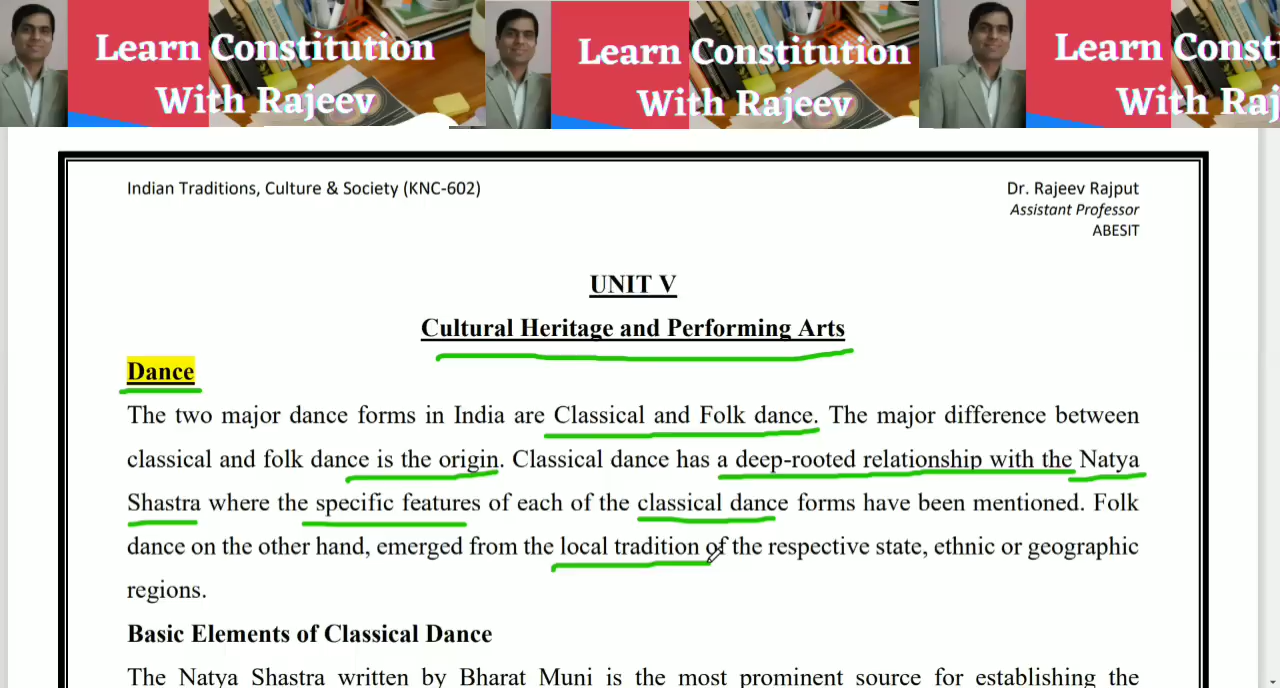 Learn Constitution
With Rajeev
Learn Constitution
With Rajeev
Learn Consti
With Raj
Indian Traditions, Culture & Society (KNC-602)
Dr. Rajeev Rajput
Assistant Professor
ABESIT
UNIT V
Cultural Heritage and Performing Arts
Dance
The two major dance forms in India are Classical and Folk dance. The major difference between
classical and folk dance is the origin. Classical dance has a deep-rooted relationship with the Natya
Shastra where the specific features of each of the classical dance forms have been mentioned. Folk
dance on the other hand, emerged from the local tradition of the respective state, ethnic or geographic
regions.
Basic Elements of Classical Dance
The Natya Shastra written by Bharat Muni is the most prominent source for establishing the